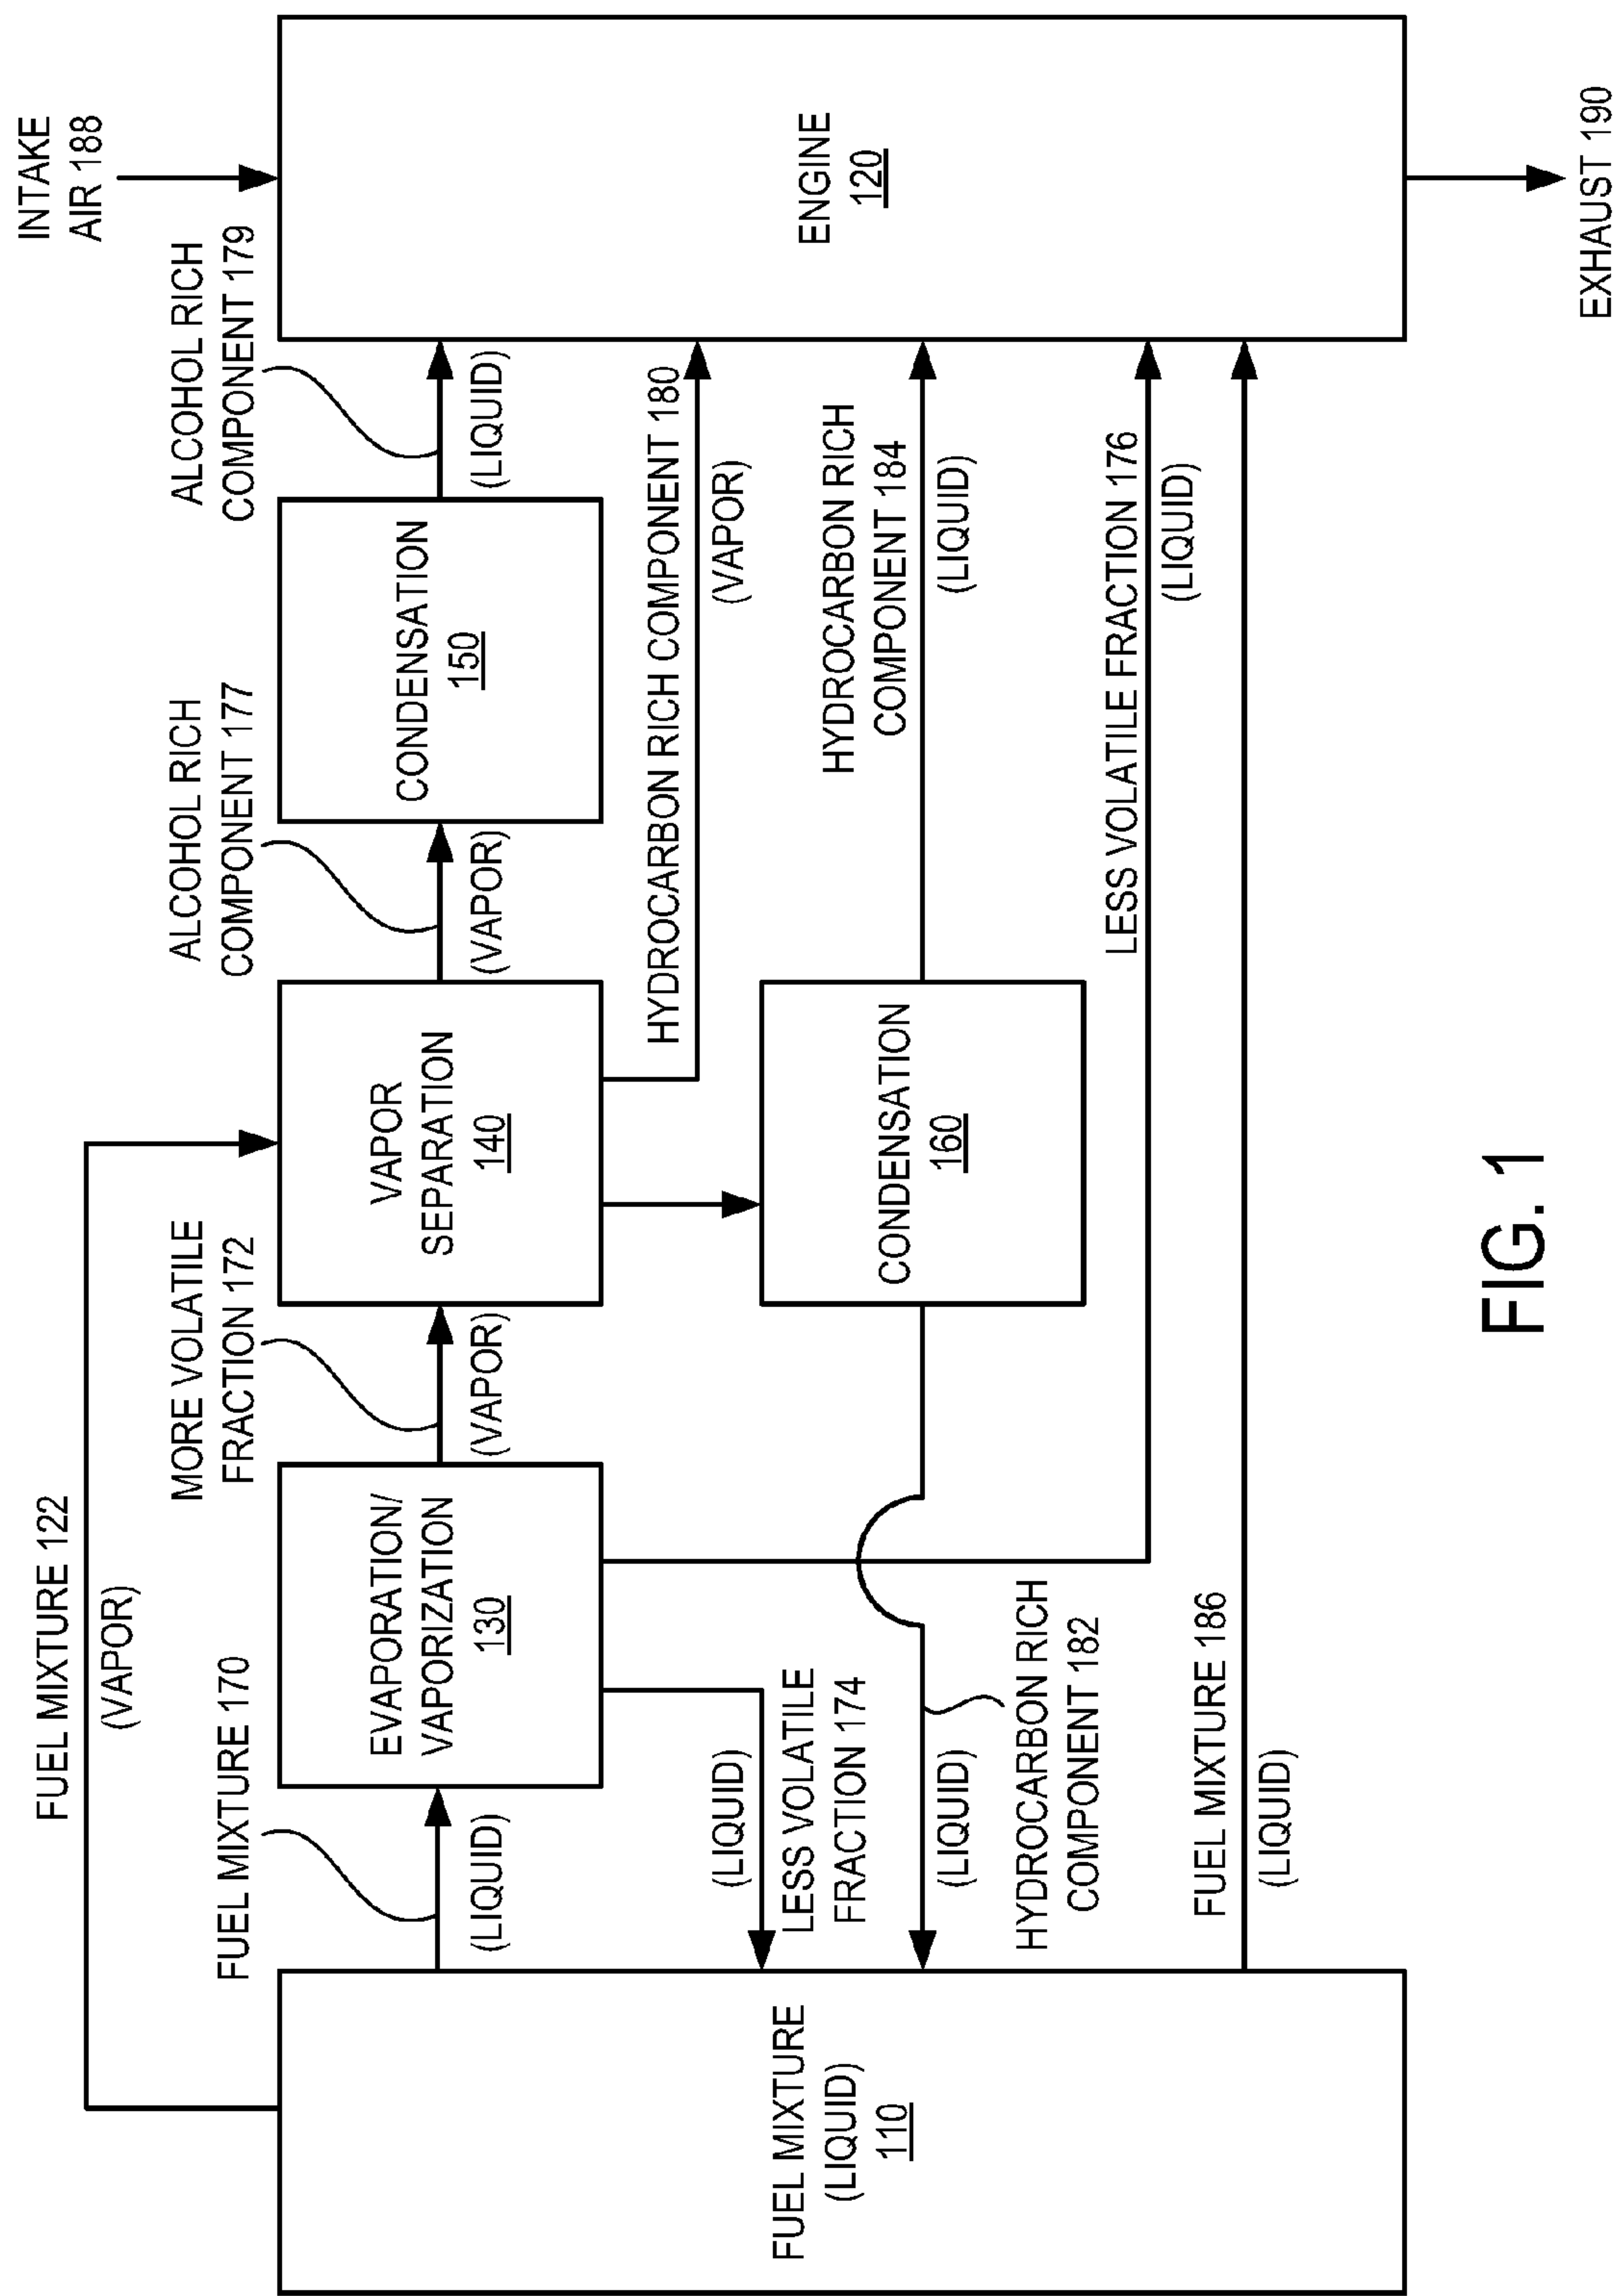 INTAKE
AIR 188
FUEL MIXTURE 122
(VAPOR)
FUEL MIXTURE 170
(LIQUID)
MORE VOLATILE
FRACTION 172
(VAPOR)
ALCOHOL RICH
COMPONENT 177
(VAPOR)
ALCOHOL RICH
COMPONENT 179
(LIQUID)
EVAPORATION/
VAPORIZATION
130
VAPOR
SEPARATION
140
CONDENSATION
150
HYDROCARBON RICH COMPONENT 180
(VAPOR)
FUEL MIXTURE
(LIQUID)
110
ENGINE
120
(LIQUID)
LESS VOLATILE
FRACTION 174
CONDENSATION
160
HYDROCARBON RICH
COMPONENT 184
(LIQUID)
(LIQUID)
HYDROCARBON RICH
COMPONENT 182
LESS VOLATILE FRACTION 176
(LIQUID)
FUEL MIXTURE 186
(LIQUID)
EXHAUST 190
FIG. 1